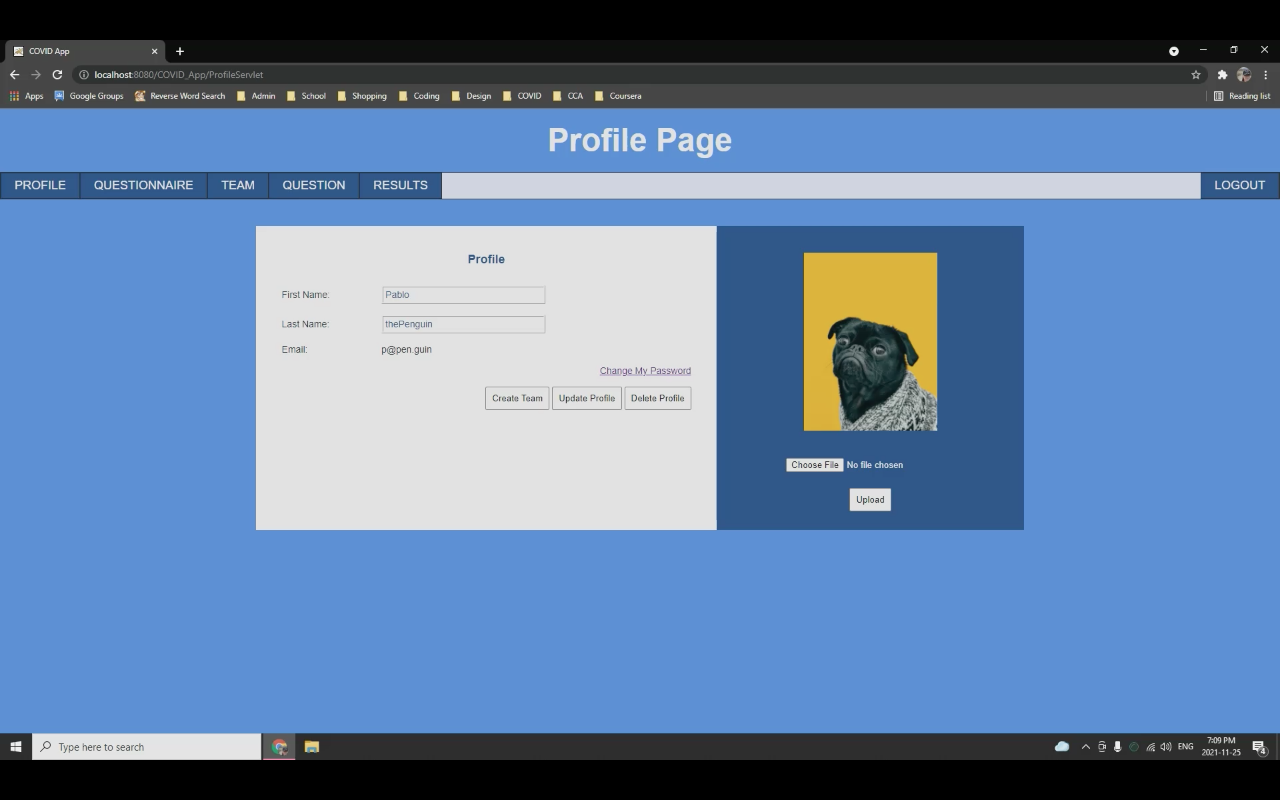 COVID App
localhost:8080/COVID_App/ProfileServlet
Apps Google Groups Reverse Word Search Admin School Shopping Coding Design COVID CCA Coursera Reading list
Profile Page
PROFILE QUESTIONNAIRE TEAM QUESTION RESULTS LOGOUT
Profile
First Name: Pablo
Last Name: thePenguin
Email: p@pen.guin
Change My Password
Create Team Update Profile Delete Profile
Choose File No file chosen
Upload
Type here to search
ENG
7:09 PM
2021-11-25
4